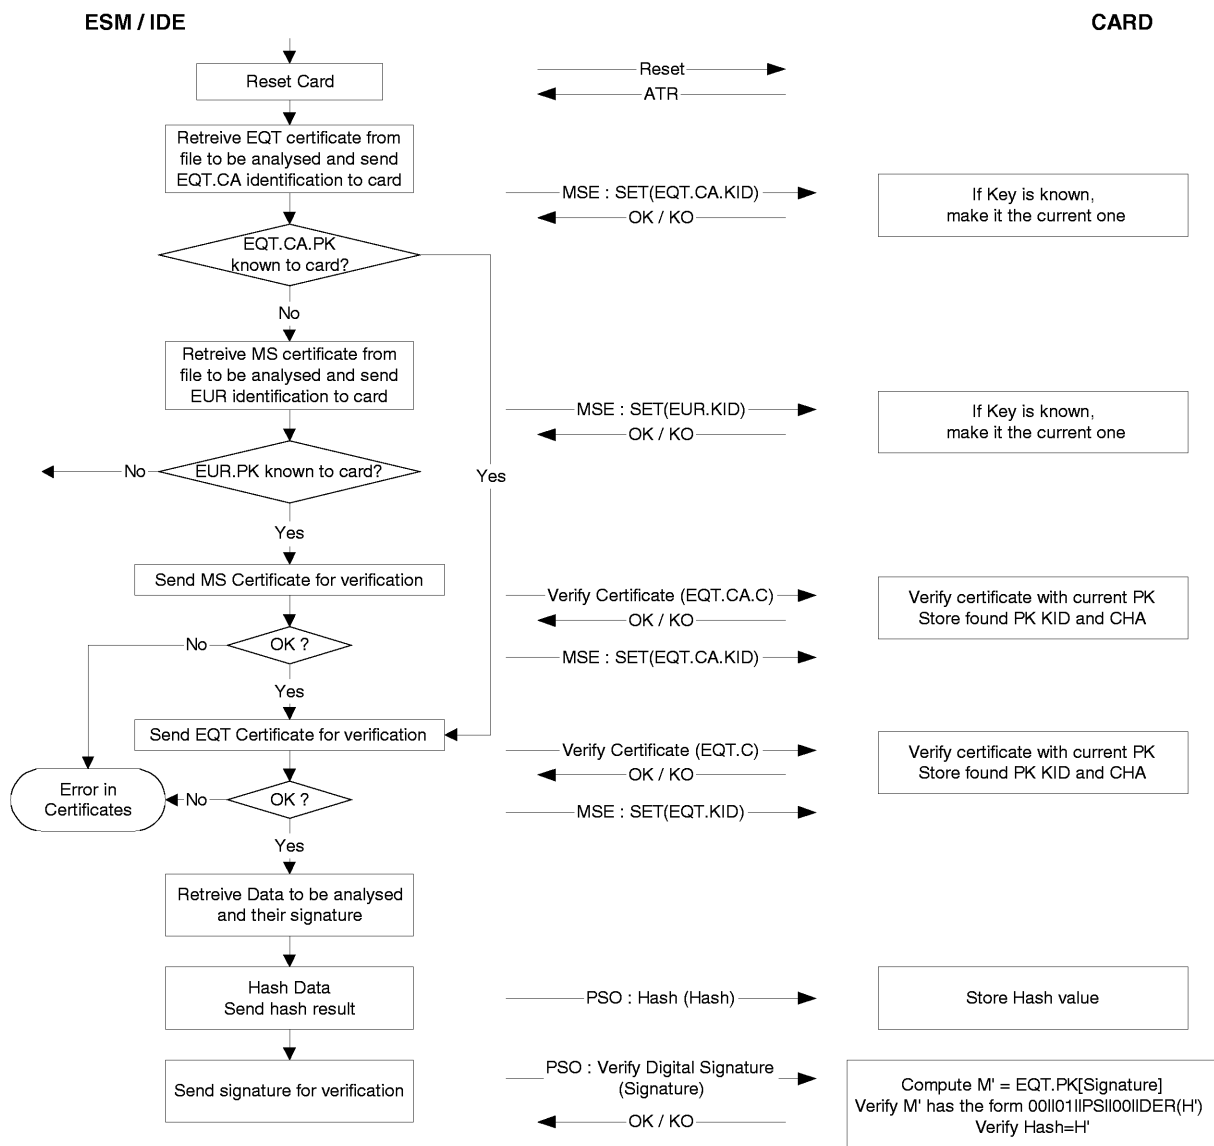 ESM / IDE
CARD
Reset Card
Reset
ATR
Retreive EQT certificate from
file to be analysed and send
EQT.CA identification to card
MSE : SET(EQT.CA.KID)
OK / KO
If Key is known,
make it the current one
EQT.CA.PK
known to card?
No
Retreive MS certificate from
file to be analysed and send
EUR identification to card
MSE : SET(EUR.KID)
OK / KO
If Key is known,
make it the current one
No
EUR.PK known to card?
Yes
Yes
Send MS Certificate for verification
Verify Certificate (EQT.CA.C)
OK / KO
Verify certificate with current PK
Store found PK KID and CHA
No
OK ?
MSE : SET(EQT.CA.KID)
Yes
Send EQT Certificate for verification
Verify Certificate (EQT.C)
OK / KO
Verify certificate with current PK
Store found PK KID and CHA
Error in
Certificates
No
OK ?
MSE : SET(EQT.KID)
Yes
Retreive Data to be analysed
and their signature
Hash Data
Send hash result
PSO : Hash (Hash)
Store Hash value
Send signature for verification
PSO : Verify Digital Signature
(Signature)
OK / KO
Compute M' = EQT.PK[Signature]
Verify M' has the form 00||01||PS||00||DER(H')
Verify Hash=H'